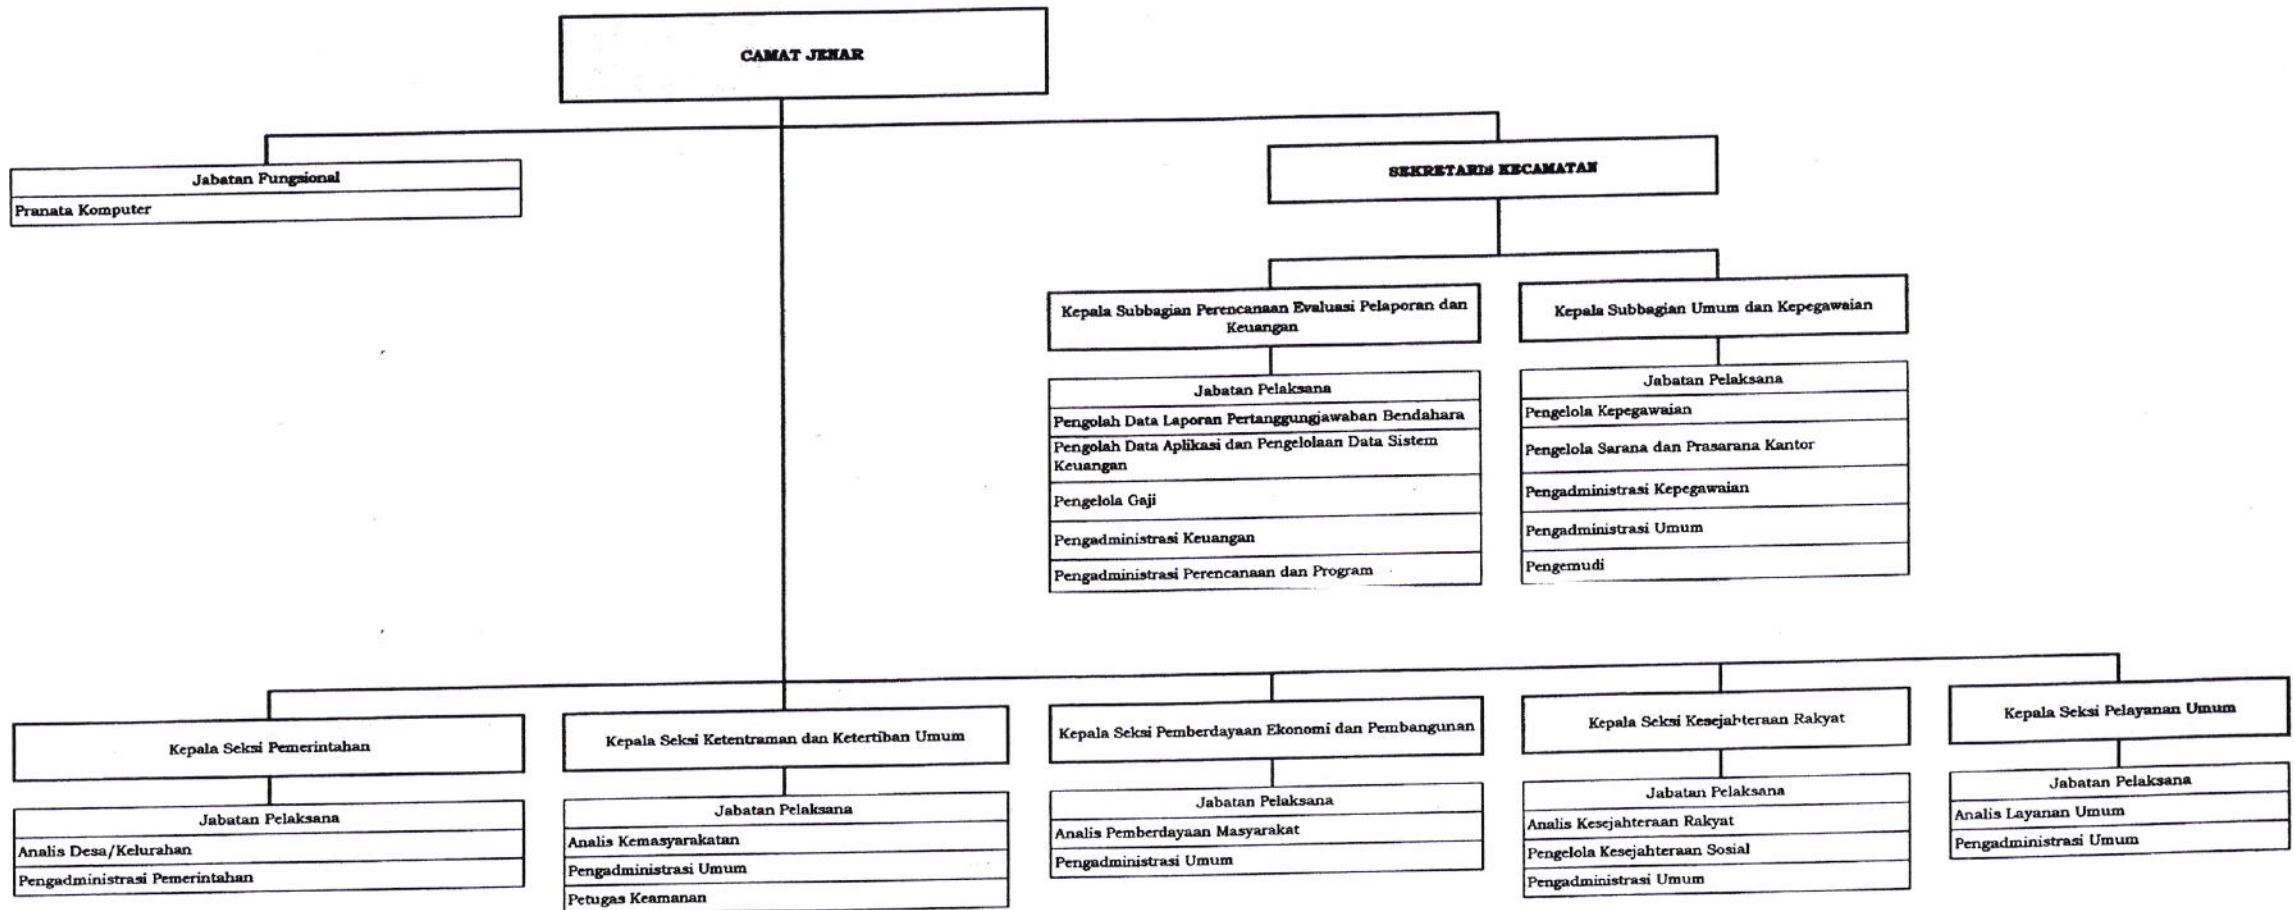 CAMAT JENAR
Jabatan Fungsional
Pranata Komputer
SEKRETARIS KECAMATAN
Kepala Subbagian Perencanaan Evaluasi Pelaporan dan
Keuangan
Jabatan Pelaksana
Pengolah Data Laporan Pertanggungjawaban Bendahara
Pengolah Data Aplikasi dan Pengelolaan Data Sistem
Keuangan
Pengelola Gaji
Pengadministrasi Keuangan
Pengadministrasi Perencanaan dan Program
Kepala Subbagian Umum dan Kepegawaian
Jabatan Pelaksana
Pengelola Kepegawaian
Pengelola Sarana dan Prasarana Kantor
Pengadministrasi Kepegawaian
Pengadministrasi Umum
Pengemudi
Kepala Seksi Pemerintahan
Jabatan Pelaksana
Analis Desa/Kelurahan
Pengadministrasi Pemerintahan
Kepala Seksi Ketentraman dan Ketertiban Umum
Jabatan Pelaksana
Analis Kemasyarakatan
Pengadministrasi Umum
Petugas Keamanan
Kepala Seksi Pemberdayaan Ekonomi dan Pembangunan
Jabatan Pelaksana
Analis Pemberdayaan Masyarakat
Pengadministrasi Umum
Kepala Seksi Kesejahteraan Rakyat
Jabatan Pelaksana
Analis Kesejahteraan Rakyat
Pengelola Kesejahteraan Sosial
Pengadministrasi Umum
Kepala Seksi Pelayanan Umum
Jabatan Pelaksana
Analis Layanan Umum
Pengadministrasi Umum